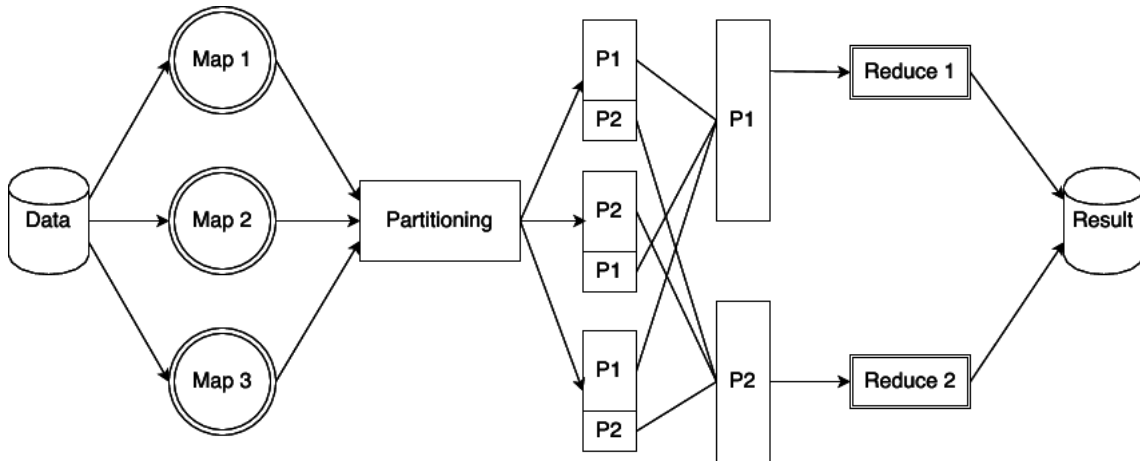 Data
Map 1
Map 2
Map 3
Partitioning
P1
P2
P2
P1
P1
P2
P1
P2
Reduce 1
Reduce 2
Result